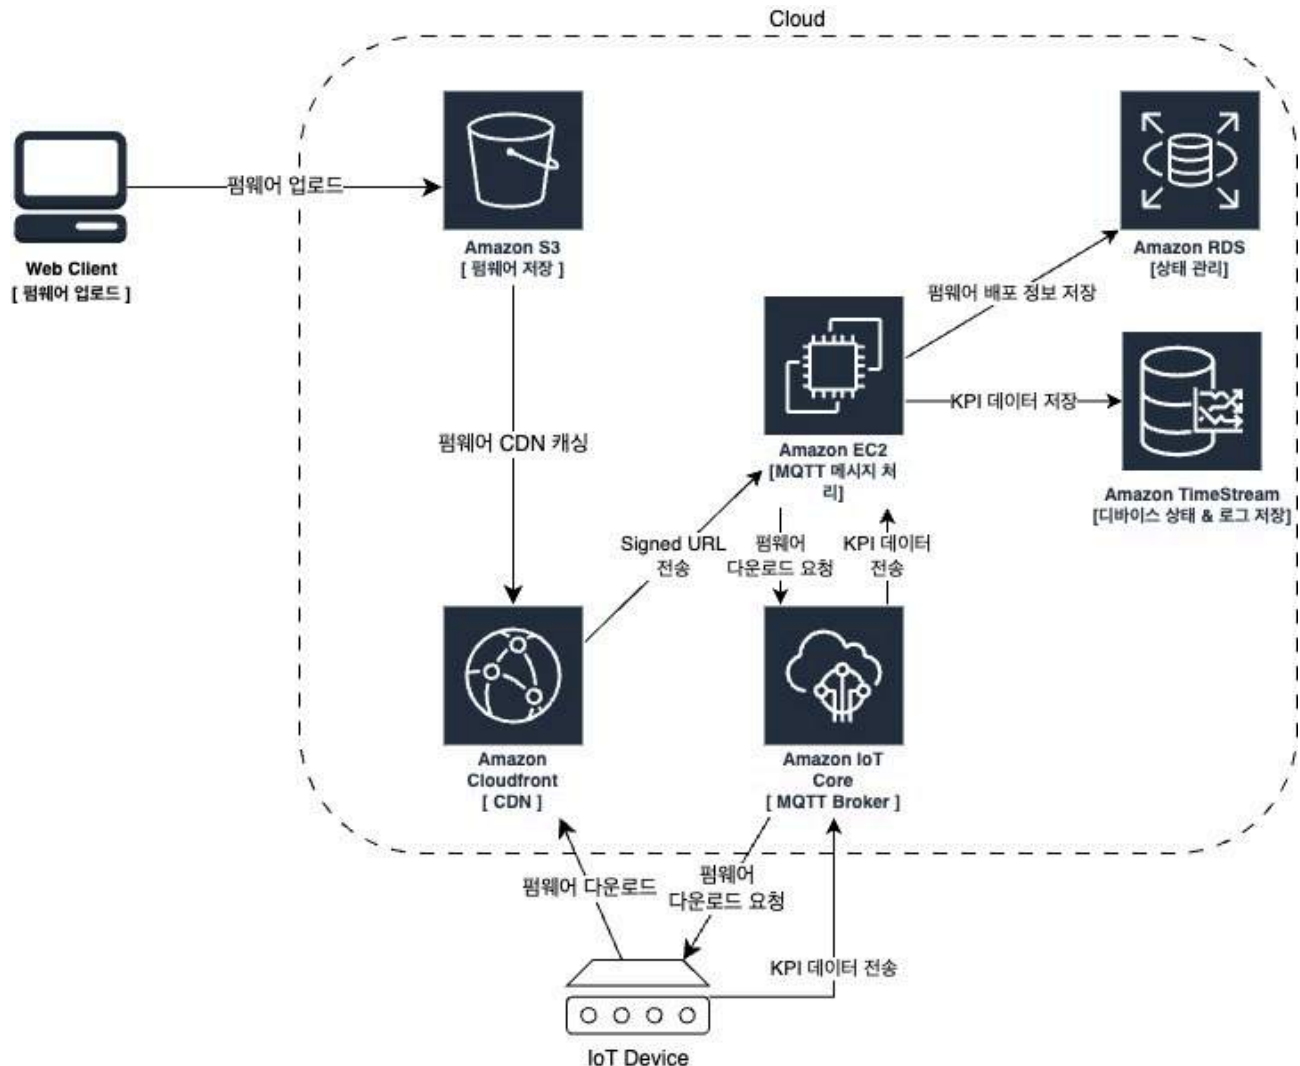 Cloud
펌웨어 업로드
Web Client
[ 펌웨어 업로드 ]
Amazon S3
[ 펌웨어 저장 ]
Amazon RDS
[상태 관리]
펌웨어 배포 정보 저장
KPI 데이터 저장
Amazon EC2
[MQTT 메시지 처
리]
Amazon TimeStream
[디바이스 상태 & 로그 저장]
펌웨어 CDN 캐싱
Signed URL
전송
펌웨어
다운로드 요청
KPI 데이터
전송
Amazon
Cloudfront
[ CDN ]
Amazon IoT
Core
[ MQTT Broker ]
펌웨어 다운로드
펌웨어
다운로드 요청
KPI 데이터 전송
IoT Device